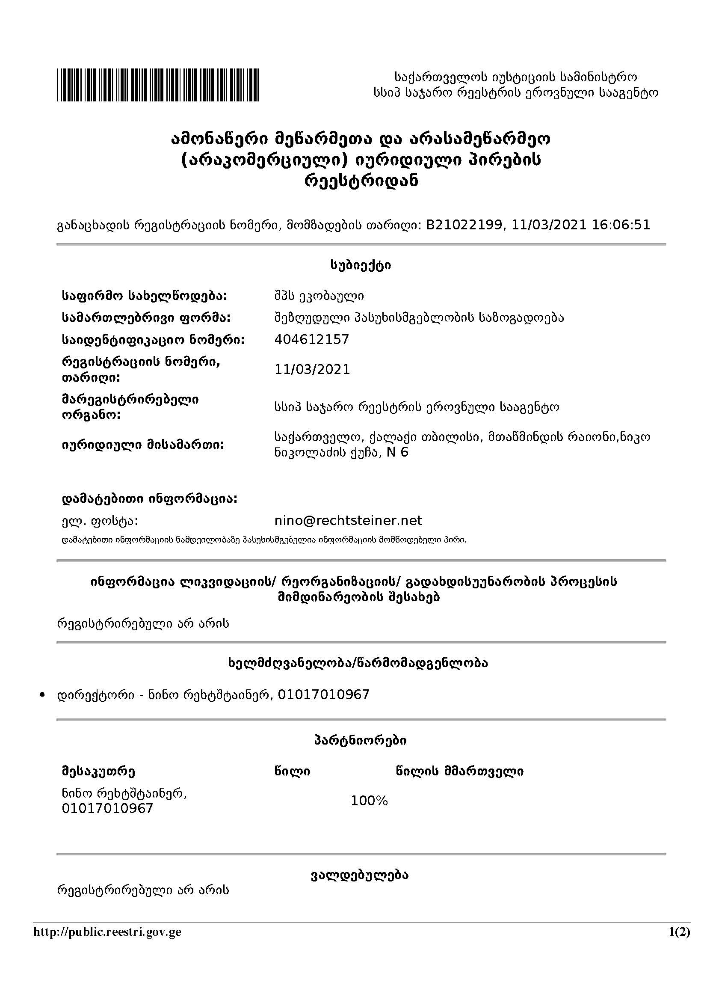 საქართველოს იუსტიციის სამინისტრო
სსიპ საჯარო რეესტრის ეროვნული სააგენტო
ამონაწერი მეწარმეთა და არასამეწარმეო
(არაკომერციული) იურიდიული პირების
რეესტრიდან
განაცხადის რეგისტრაციის ნომერი, მომზადების თარიღი: B21022199, 11/03/2021 16:06:51
სუბიექტი
საფირმო სახელწოდება: შპს ეკობაული
სამართლებრივი ფორმა: შეზღუდული პასუხისმგებლობის საზოგადოება
საიდენტიფიკაციო ნომერი: 404612157
რეგისტრაციის ნომერი,
თარიღი:
11/03/2021
მარეგისტრირებელი
ორგანო:
სსიპ საჯარო რეესტრის ეროვნული სააგენტო
იურიდიული მისამართი:
საქართველო, ქალაქი თბილისი, მთაწმინდის რაიონი,ნიკო
ნიკოლაძის ქუჩა, N 6
დამატებითი ინფორმაცია:
ელ. ფოსტა: nino@rechtsteiner.net
დამატებითი ინფორმაციის ნამდვილობაზე პასუხისმგებელია ინფორმაციის მომწოდებელი პირი.
ინფორმაცია ლიკვიდაციის/ რეორგანიზაციის/ გადახდისუუნარობის პროცესის
მიმდინარეობის შესახებ
რეგისტრირებული არ არის
ხელმძღვანელობა/წარმომადგენლობა
• დირექტორი - ნინო რეხტშტაინერ, 01017010967
პარტნიორები
მესაკუთრე წილი წილის მმართველი
ნინო რეხტშტაინერ,
01017010967
100%
ვალდებულება
რეგისტრირებული არ არის
http://public.reestri.gov.ge 1(2)